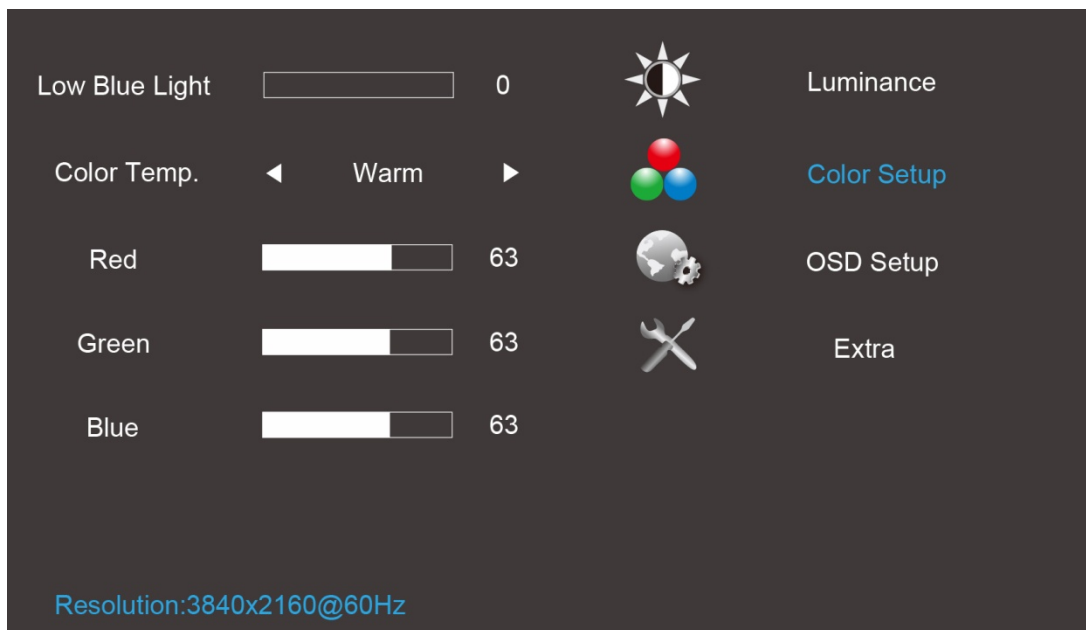 Low Blue Light 0 Luminance
Color Temp. Warm Color Setup
Red 63 OSD Setup
Green 63 Extra
Blue 63
Resolution:3840x2160@60Hz